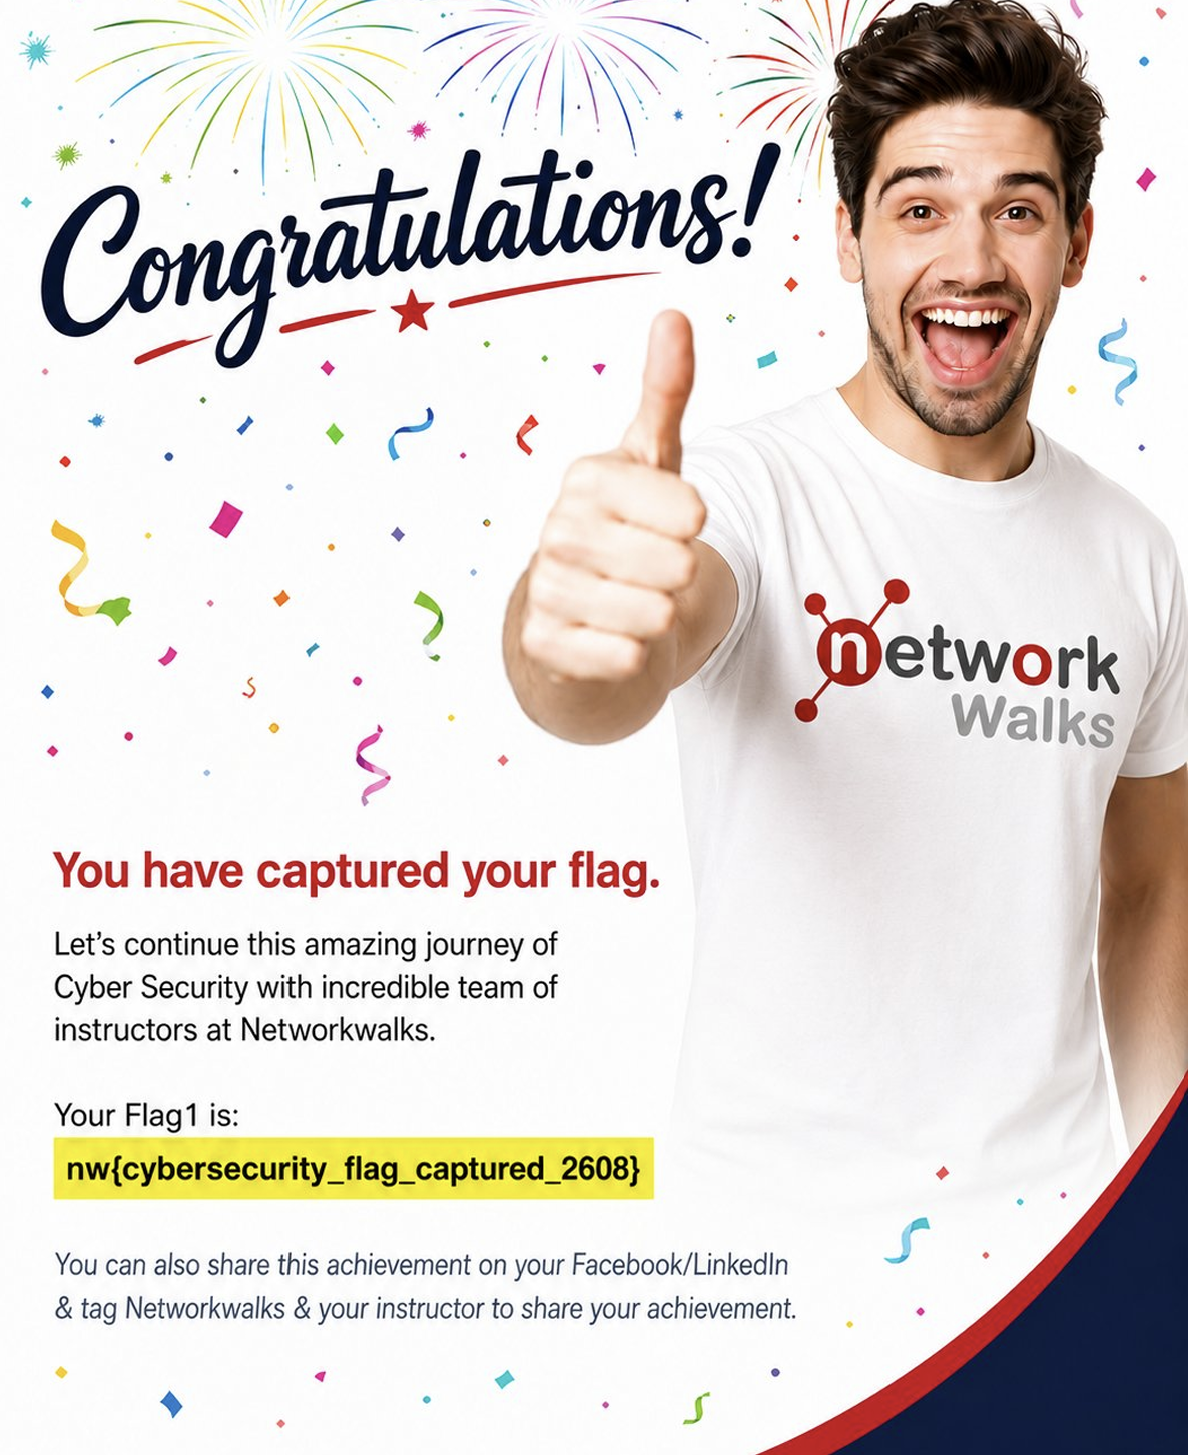 Congratulations!
network
Walks
You have captured your flag.
Let’s continue this amazing journey of
Cyber Security with incredible team of
instructors at Networkwalks.
Your Flag1 is:
nw{cybersecurity_flag_captured_2608}
You can also share this achievement on your Facebook/LinkedIn
& tag Networkwalks & your instructor to share your achievement.